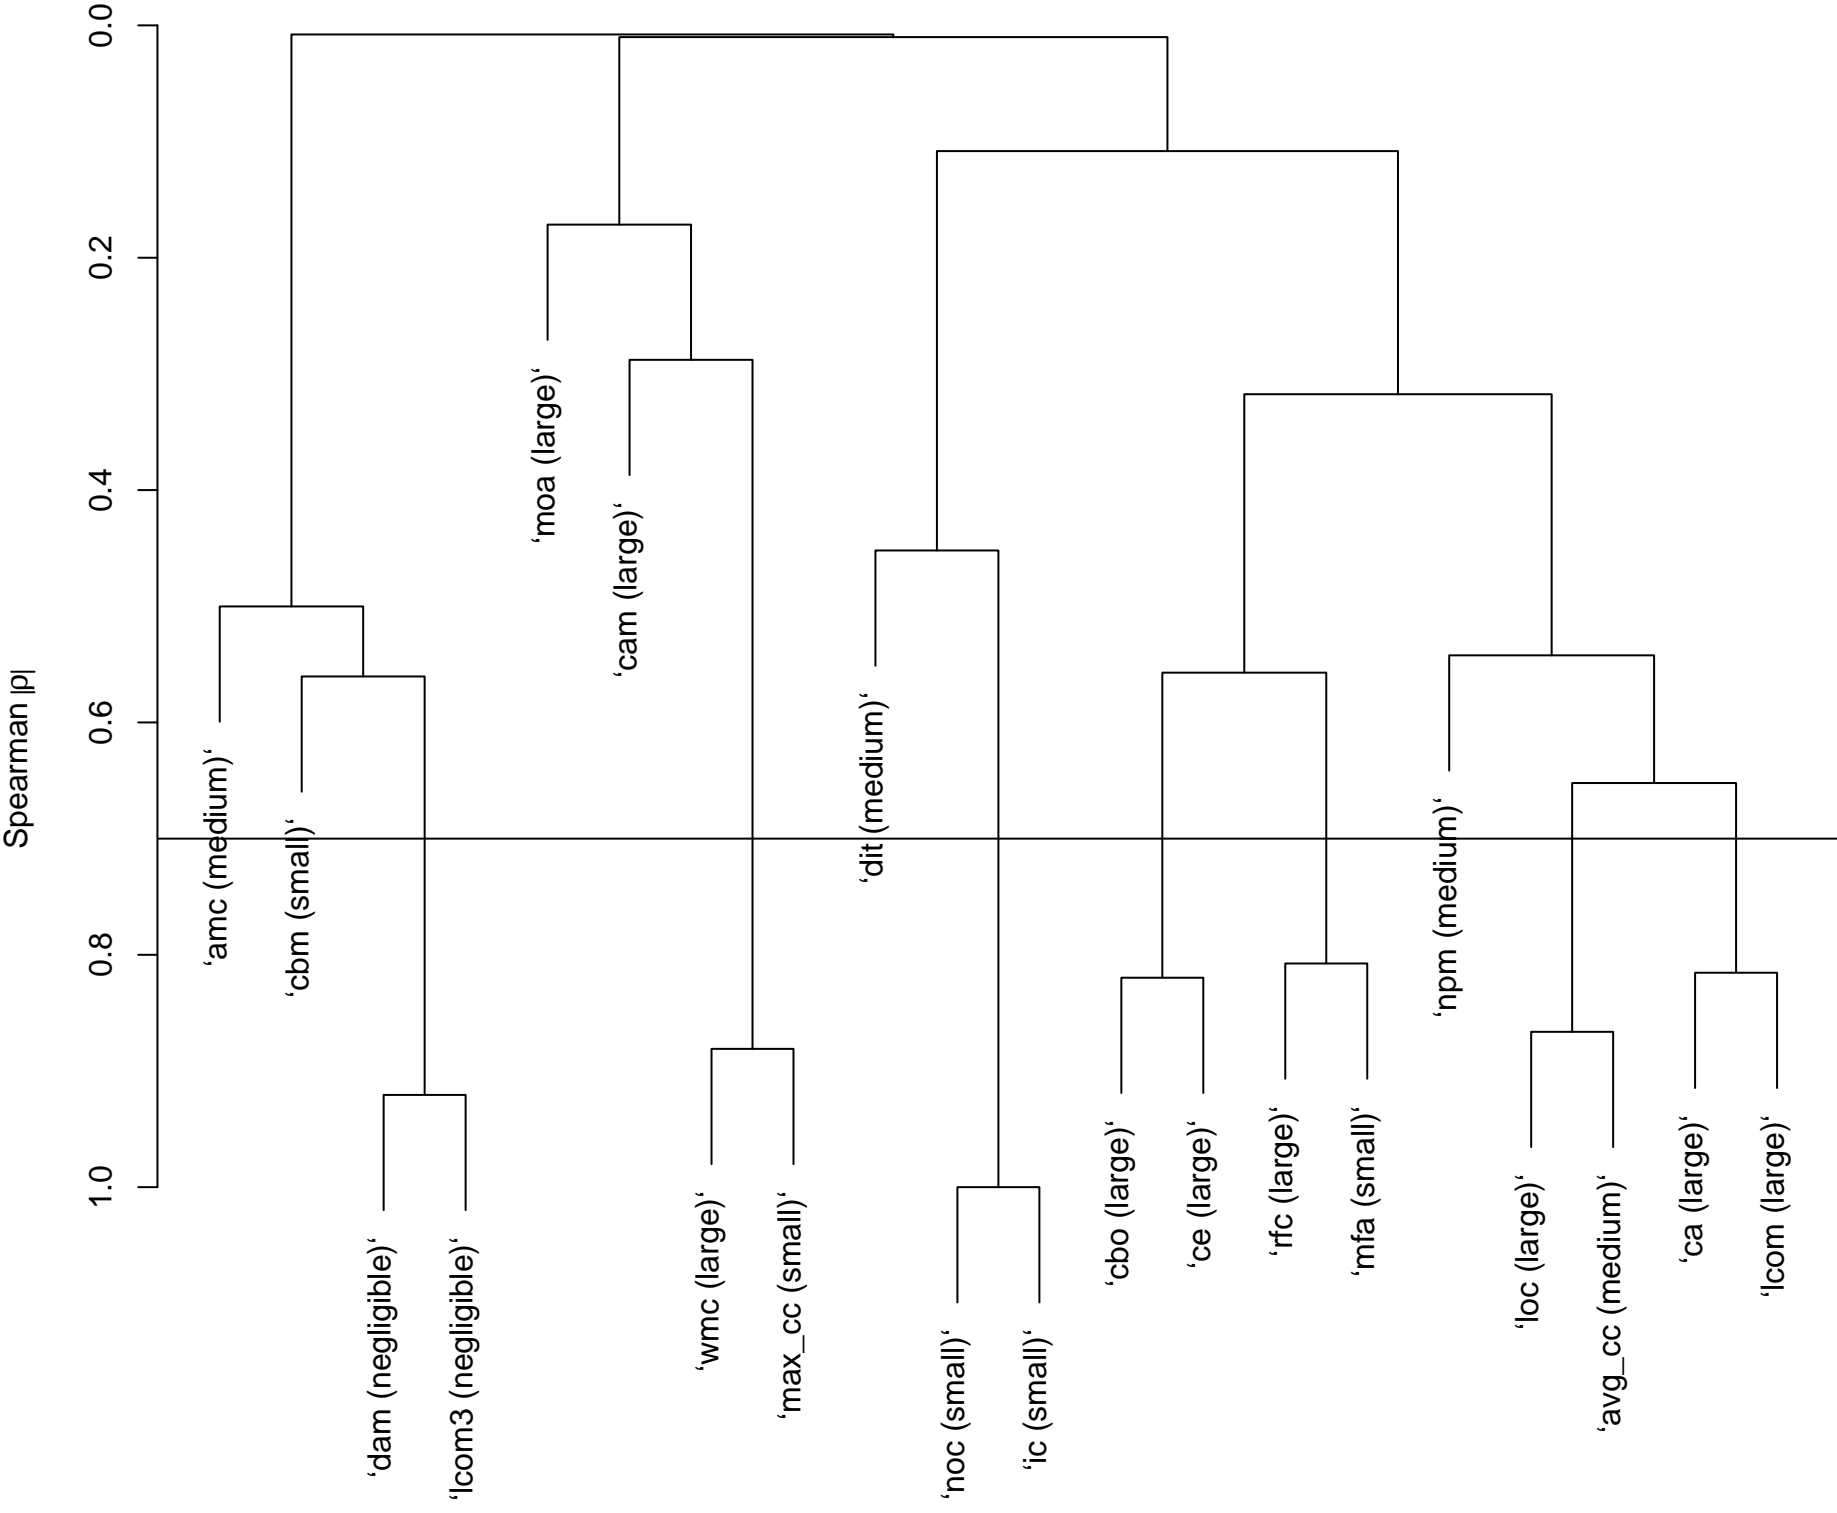 0.0
0.2
0.4
0.6
0.8
1.0
Spearman |ρ|
‘amc (medium)‘
‘cbm (small)‘
‘dam (negligible)‘
‘lcom3 (negligible)‘
‘moa (large)‘
‘cam (large)‘
‘wmc (large)‘
‘max_cc (small)‘
‘dit (medium)‘
‘noc (small)‘
‘ic (small)‘
‘cbo (large)‘
‘ce (large)‘
‘rfc (large)‘
‘mfa (small)‘
‘npm (medium)‘
‘loc (large)‘
‘avg_cc (medium)‘
‘ca (large)‘
‘lcom (large)‘